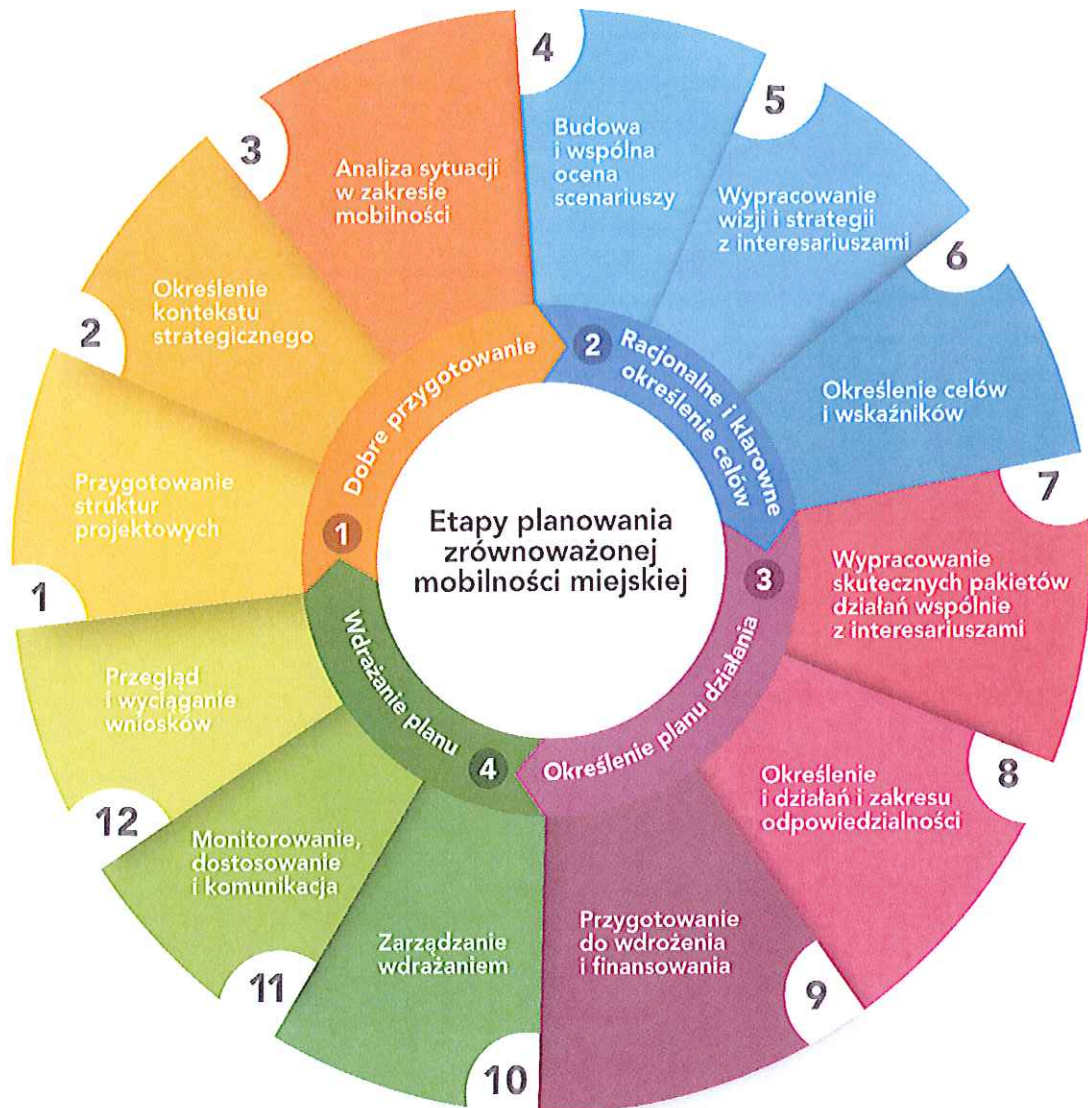 Etapy planowania
zrównoważonej
mobilności miejskiej
1
Dobre przygotowanie
2
Racjonalne i klarowne
określenie celów
3
Określenie planu działania
4
Wdrażanie planu
1
Przygotowanie
struktur
projektowych
2
Określenie
kontekstu
strategicznego
3
Analiza sytuacji
w zakresie
mobilności
4
Budowa
i wspólna
ocena
scenariuszy
5
Wypracowanie
wizji i strategii
z interesariuszami
6
Określenie celów
i wskaźników
7
Wypracowanie
skutecznych pakietów
działań wspólnie
z interesariuszami
8
Określenie
i działań i zakresu
odpowiedzialności
9
Przygotowanie
do wdrożenia
i finansowania
10
Zarządzanie
wdrażaniem
11
Monitorowanie,
dostosowanie
i komunikacja
12
Przegląd
i wyciąganie
wniosków